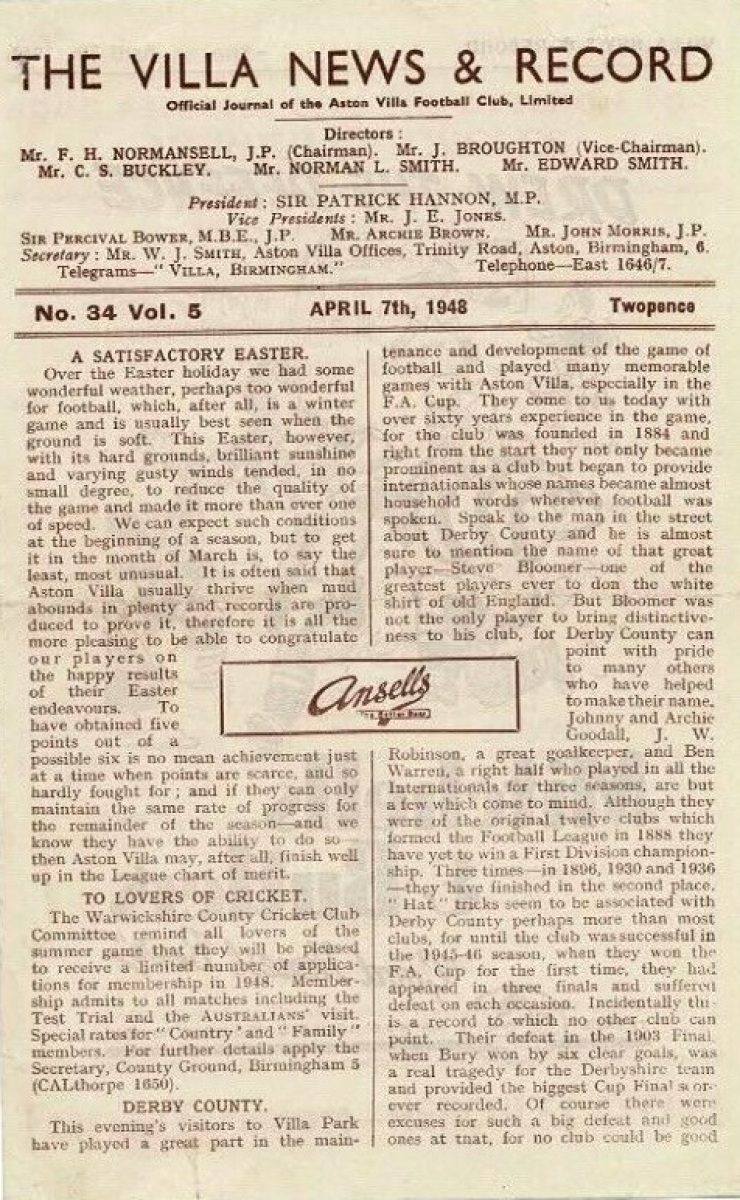 THE VILLA NEWS & RECORD
Official Journal of the Aston Villa Football Club, Limited
Directors :
Mr. F. H. NORMANSELL, J.P. (Chairman). Mr. J. BROUGHTON (Vice-Chairman).
Mr. C. S. BUCKLEY. Mr. NORMAN L. SMITH. Mr. EDWARD SMITH.
President : SIR PATRICK HANNON, M.P.
Vice Presidents : MR. J. E. JONES.
SIR PERCIVAL BOWER, M.B.E., J.P. MR. ARCHIE BROWN. MR. JOHN MORRIS, J.P.
Secretary : MR. W. J. SMITH, Aston Villa Offices, Trinity Road, Aston, Birmingham, 6.
Telegrams—" VILLA, BIRMINGHAM." Telephone—East 1646/7.
No. 34 Vol. 5 APRIL 7th, 1948 Twopence
A SATISFACTORY EASTER.
Over the Easter holiday we had some
wonderful weather, perhaps too wonderful
for football, which, after all, is a winter
game and is usually best seen when the
ground is soft. This Easter, however,
with its hard grounds, brilliant sunshine
and varying gusty winds tended, in no
small degree, to reduce the quality of
the game and made it more than ever one
of speed. We can expect such conditions
at the beginning of a season, but to get
it in the month of March is, to say the
least, most unusual. It is often said that
Aston Villa usually thrive when mud
abounds in plenty and records are pro-
duced to prove it, therefore it is all the
more pleasing to be able to congratulate
our players on
the happy results
of their Easter
endeavours. To
have obtained five
points out of a
possible six is no mean achievement just
at a time when points are scarce, and so
hardly fought for ; and if they can only
maintain the same rate of progress for
the remainder of the season—and we
know they have the ability to do so—
then Aston Villa may, after all, finish well
up in the League chart of merit.
TO LOVERS OF CRICKET.
The Warwickshire County Cricket Club
Committee remind all lovers of the
summer game that they will be pleased
to receive a limited number of applica-
tions for membership in 1948. Member-
ship admits to all matches including the
Test Trial and the AUSTRALIANS' visit.
Special rates for " Country ' and " Family "
members. For further details apply the
Secretary, County Ground, Birmingham 5
(CALthorpe 1650).
DERBY COUNTY.
This evening's visitors to Villa Park
have played a great part in the main-
Ansells
The Better Beer
tenance and development of the game of
football and played many memorable
games with Aston Villa, especially in the
F.A. Cup. They come to us today with
over sixty years experience in the game,
for the club was founded in 1884 and
right from the start they not only became
prominent as a club but began to provide
internationals whose names became almost
household words wherever football was
spoken. Speak to the man in the street
about Derby County and he is almost
sure to mention the name of that great
player—Steve Bloomer—one of the
greatest players ever to don the white
shirt of old England. But Bloomer was
not the only player to bring distinctive-
ness to his club, for Derby County can
point with pride
to many others
who have helped
to make their name.
Johnny and Archie
Goodall, J. W.
Robinson, a great goalkeeper, and Ben
Warren, a right half who played in all the
Internationals for three seasons, are but
a few which come to mind. Although they
were of the original twelve clubs which
formed the Football League in 1888 they
have yet to win a First Division champion-
ship. Three times—in 1896, 1930 and 1936
—they have finished in the second place.
" Hat " tricks seem to be associated with
Derby County perhaps more than most
clubs, for until the club was successful in
the 1945-46 season, when they won the
F.A. Cup for the first time, they had
appeared in three finals and suffered
defeat on each occasion. Incidentally this
is a record to which no other club can
point. Their defeat in the 1903 Final,
when Bury won by six clear goals, was
a real tragedy for the Derbyshire team
and provided the biggest Cup Final score
ever recorded. Of course there were
excuses for such a big defeat and good
ones at that, for no club could be good